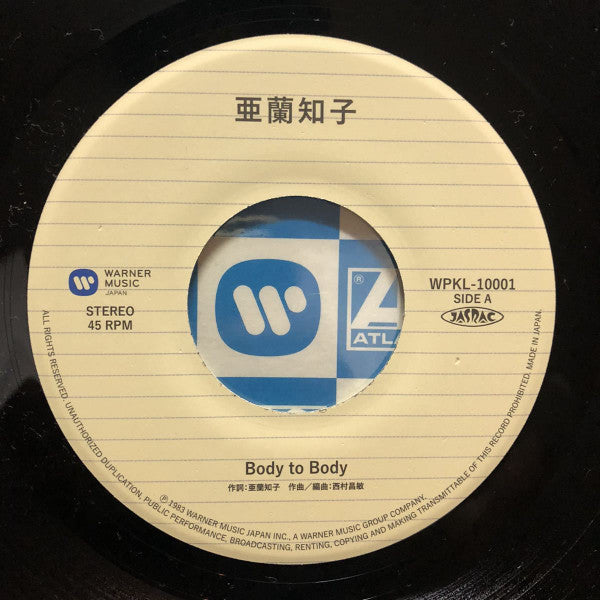 亜蘭知子
WARNER
MUSIC
JAPAN
STEREO
45 RPM
WPKL-10001
SIDE A
JASRAC
®
ATLA
Body to Body
作詞:亜蘭知子 作曲/編曲:西村昌敏
ALL RIGHTS RESERVED. UNAUTHORIZED DUPLICATION, PUBLIC PERFORMANCE, BROADCASTING, RENTING, COPYING AND MAKING TRANSMITTABLE OF THIS RECORD PROHIBITED. MADE IN JAPAN.
℗ 1983 WARNER MUSIC JAPAN INC., A WARNER MUSIC GROUP COMPANY.